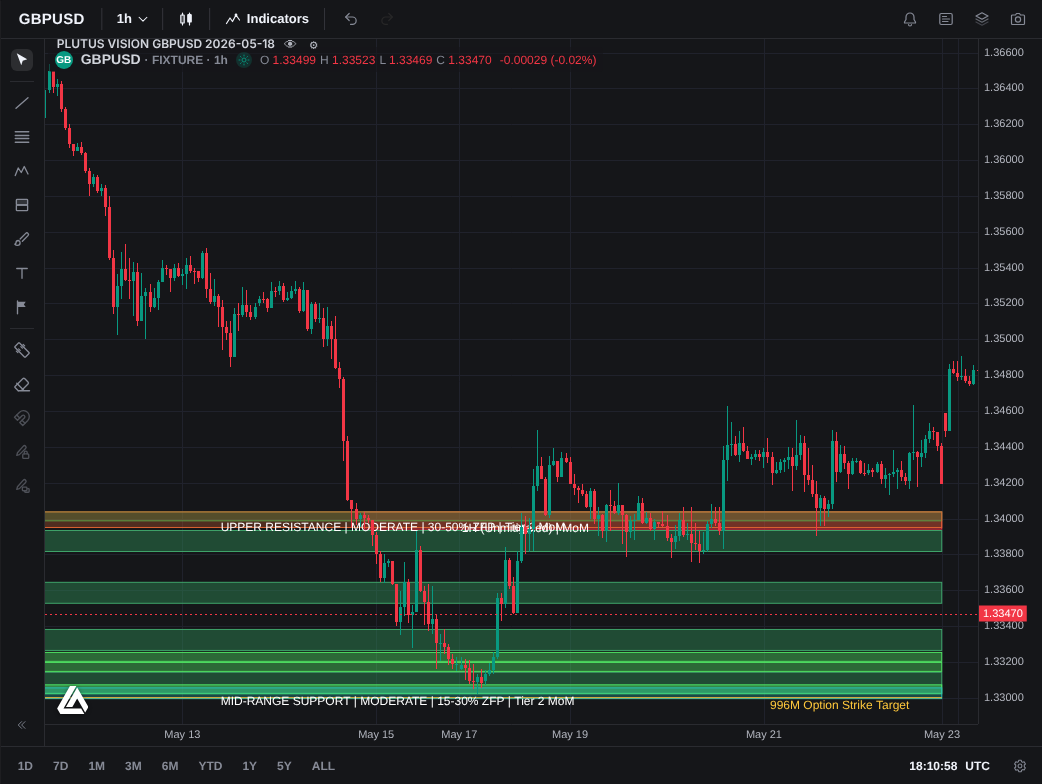 GBPUSD 1h Indicators
PLUTUS VISION GBPUSD 2026-05-18
GB GBPUSD · FIXTURE · 1h O 1.33499 H 1.33523 L 1.33469 C 1.33470 -0.00029 (-0.02%)
1.36600
1.36400
1.36200
1.36000
1.35800
1.35600
1.35400
1.35200
1.35000
1.34800
1.34600
1.34400
1.34200
1.34000
UPPER RESISTANCE | MODERATE | 30-50% ZFP | Tier MoM
1.33800
1.33600
1.33470
1.33400
1.33200
1.33000
MID-RANGE SUPPORT | MODERATE | 15-30% ZFP | Tier 2 MoM
996M Option Strike Target
May 13 May 15 May 17 May 19 May 21 May 23
1D 7D 1M 3M 6M YTD 1Y 5Y ALL 18:10:58 UTC